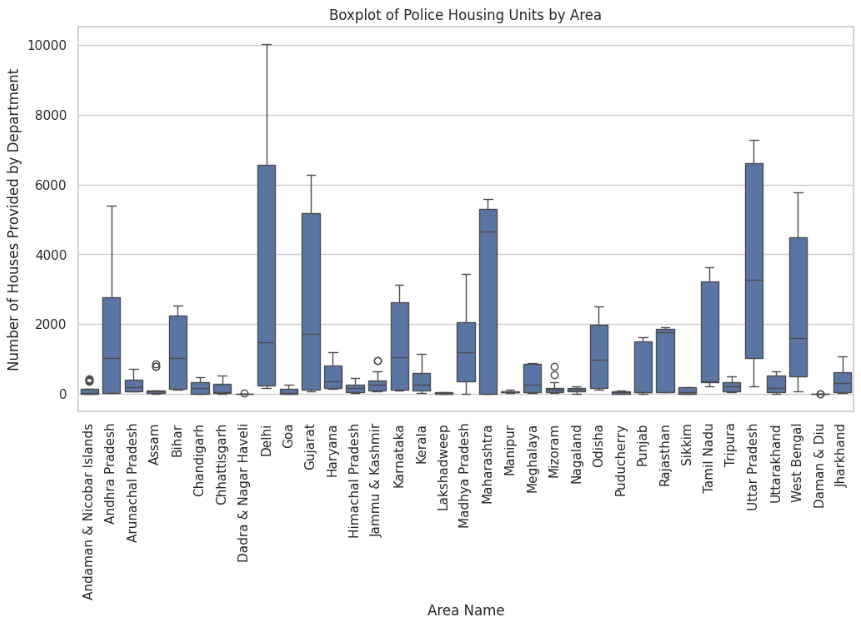 Boxplot of Police Housing Units by Area
Number of Houses Provided by Department
10000
8000
6000
4000
2000
0
Andaman & Nicobar Islands
Andhra Pradesh
Arunachal Pradesh
Assam
Bihar
Chandigarh
Chhattisgarh
Dadra & Nagar Haveli
Delhi
Goa
Gujarat
Haryana
Himachal Pradesh
Jammu & Kashmir
Karnataka
Kerala
Lakshadweep
Madhya Pradesh
Maharashtra
Manipur
Meghalaya
Mizoram
Nagaland
Odisha
Puducherry
Punjab
Rajasthan
Sikkim
Tamil Nadu
Tripura
Uttar Pradesh
Uttarakhand
West Bengal
Daman & Diu
Jharkhand
Area Name